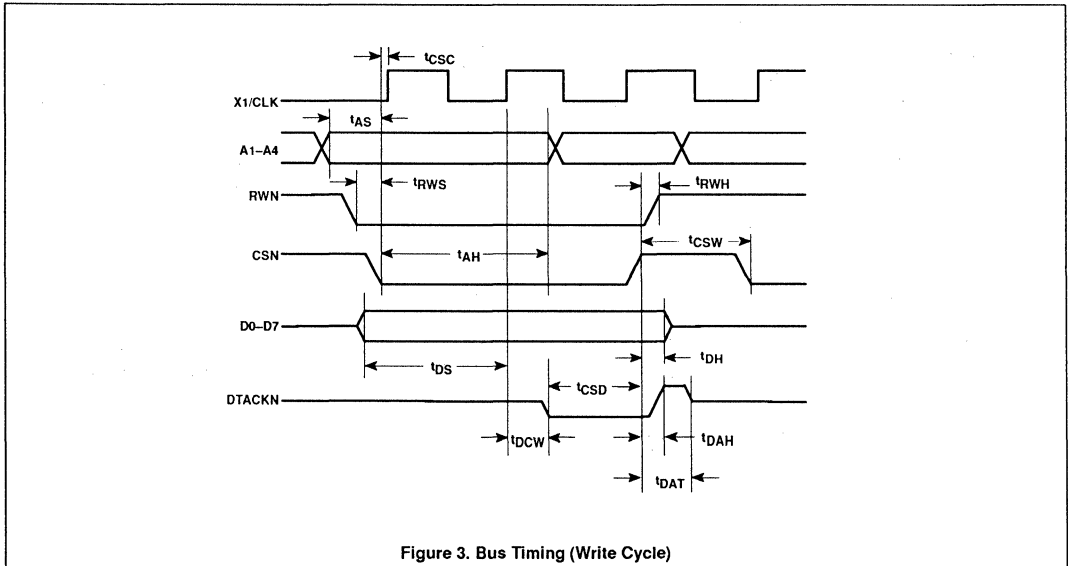 tCSC
X1/CLK
tAS
A1–A4
tRWS
tRWH
RWN
tCSW
tAH
CSN
D0–D7
tDH
tDS
tCSD
DTACKN
tDCW
tDAH
tDAT
Figure 3. Bus Timing (Write Cycle)